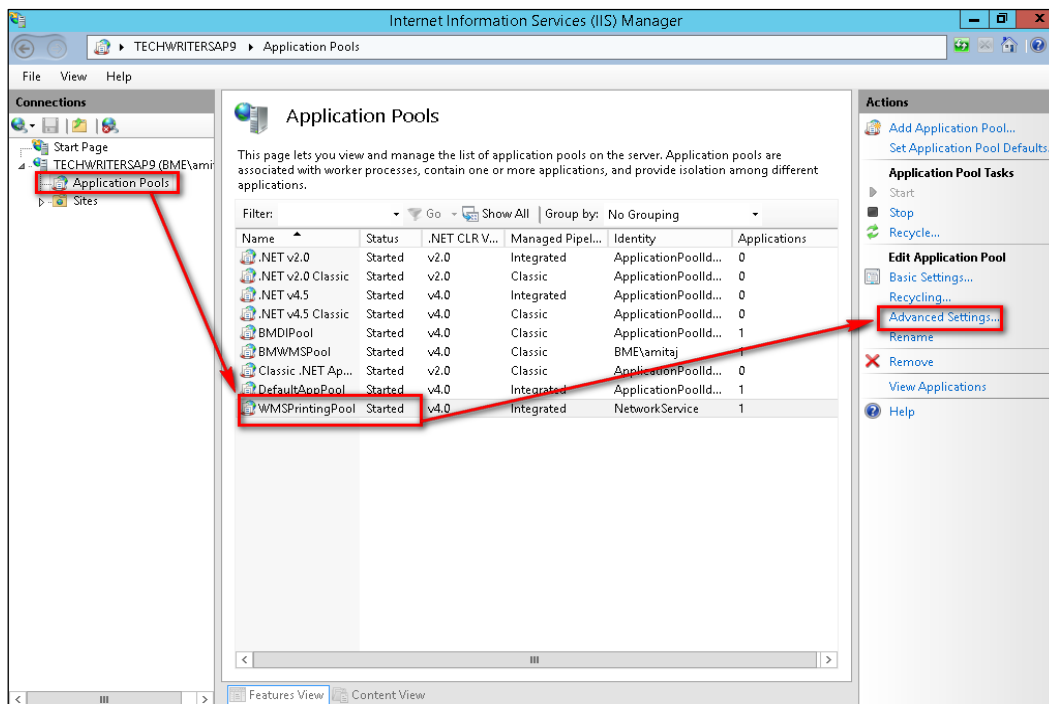 Internet Information Services (IIS) Manager
TECHWRITERSAP9 Application Pools
File View Help
Connections
Start Page
TECHWRITERSAP9 (BME\ami
Application Pools
Sites
Application Pools
This page lets you view and manage the list of application pools on the server. Application pools are
associated with worker processes, contain one or more applications, and provide isolation among different
applications.
Filter: Go Show All Group by: No Grouping
Name Status .NET CLR V... Managed Pipel... Identity Applications
.NET v2.0 Started v2.0 Integrated ApplicationPoolId... 0
.NET v2.0 Classic Started v2.0 Classic ApplicationPoolId... 0
.NET v4.5 Started v4.0 Integrated ApplicationPoolId... 0
.NET v4.5 Classic Started v4.0 Classic ApplicationPoolId... 0
BMDIPool Started v4.0 Classic ApplicationPoolId... 1
BMWMSPool Started v4.0 Classic BME\amitaj 1
Classic .NET Ap... Started v2.0 Classic ApplicationPoolId... 0
DefaultAppPool Started v4.0 Integrated ApplicationPoolId... 1
WMSPrintingPool Started v4.0 Integrated NetworkService 1
Features View Content View
Actions
Add Application Pool...
Set Application Pool Defaults.
Application Pool Tasks
Start
Stop
Recycle...
Edit Application Pool
Basic Settings...
Recycling...
Advanced Settings...
Rename
Remove
View Applications
Help